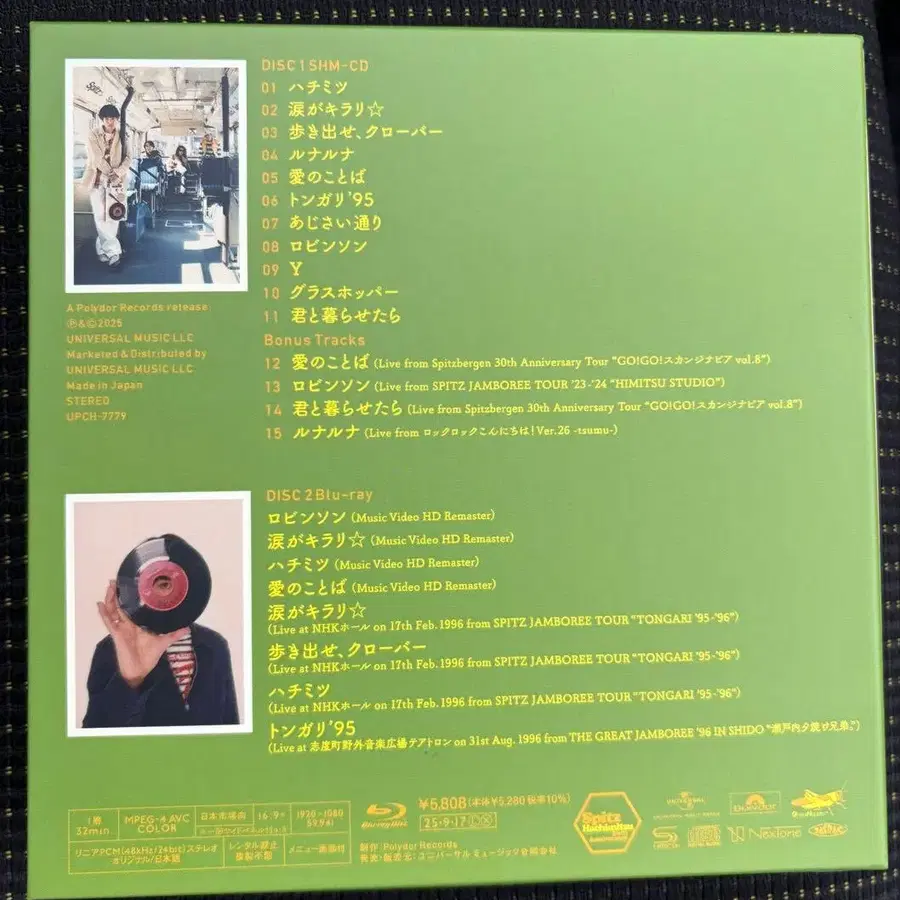 DISC 1 SHM-CD
01 ハチミツ
02 涙がキラリ☆
03 歩き出せ、クローバー
04 ルナルナ
05 愛のことば
06 トンガリ'95
07 あじさい通り
08 ロビンソン
09 Y
10 グラスホッパー
11 君と暮らせたら
Bonus Tracks
12 愛のことば (Live from Spitzbergen 30th Anniversary Tour "GO!GO!スカンジナビア vol.8")
13 ロビンソン (Live from SPITZ JAMBOREE TOUR '23-'24 "HIMITSU STUDIO")
14 君と暮らせたら (Live from Spitzbergen 30th Anniversary Tour "GO!GO!スカンジナビア vol.8")
15 ルナルナ (Live from ロックロックこんにちは! Ver.26 -tsumu-)
A Polydor Records release
Ⓟ&Ⓒ2025
UNIVERSAL MUSIC LLC
Marketed & Distributed by
UNIVERSAL MUSIC LLC
Made in Japan
STEREO
UPCH-7779
DISC 2 Blu-ray
ロビンソン (Music Video HD Remaster)
涙がキラリ☆ (Music Video HD Remaster)
ハチミツ (Music Video HD Remaster)
愛のことば (Music Video HD Remaster)
涙がキラリ☆
(Live at NHKホール on 17th Feb. 1996 from SPITZ JAMBOREE TOUR "TONGARI '95-'96")
歩き出せ、クローバー
(Live at NHKホール on 17th Feb. 1996 from SPITZ JAMBOREE TOUR "TONGARI '95-'96")
ハチミツ
(Live at NHKホール on 17th Feb. 1996 from SPITZ JAMBOREE TOUR "TONGARI '95-'96")
トンガリ'95
(Live at 志度町野外音楽広場テアトロン on 31st Aug. 1996 from THE GREAT JAMBOREE '96 IN SHIDO "瀬戸内夕焼け兄弟")
1層
32min.
MPEG-4 AVC
COLOR
日本市場向
16:9
1920×1080
リニアPCM(48kHz/24bit)ステレオ
オリジナル/日本語
レンタル禁止
複製不能
メニュー画面付
Blu-ray Disc
¥5,808(本体¥5,280 税率10%)
25・9・17
製作:Polydor Records
発売・販売元:ユニバーサル ミュージック合同会社
Spitz
Hachimitsu
UNIVERSAL
Polydor
NexTone